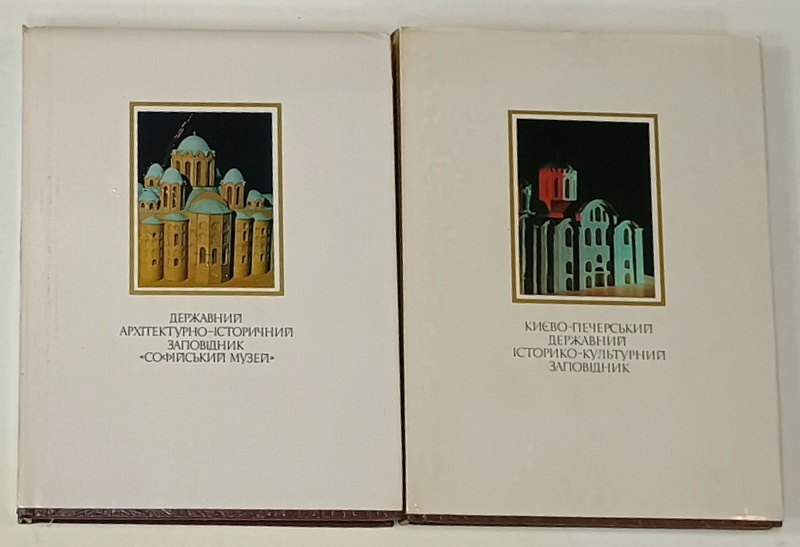 ДЕРЖАВНИЙ
АРХІТЕКТУРНО-ІСТОРИЧНИЙ
ЗАПОВІДНИК
«СОФІЙСЬКИЙ МУЗЕЙ»
КИЄВО-ПЕЧЕРСЬКИЙ
ДЕРЖАВНИЙ
ІСТОРИКО-КУЛЬТУРНИЙ
ЗАПОВІДНИК